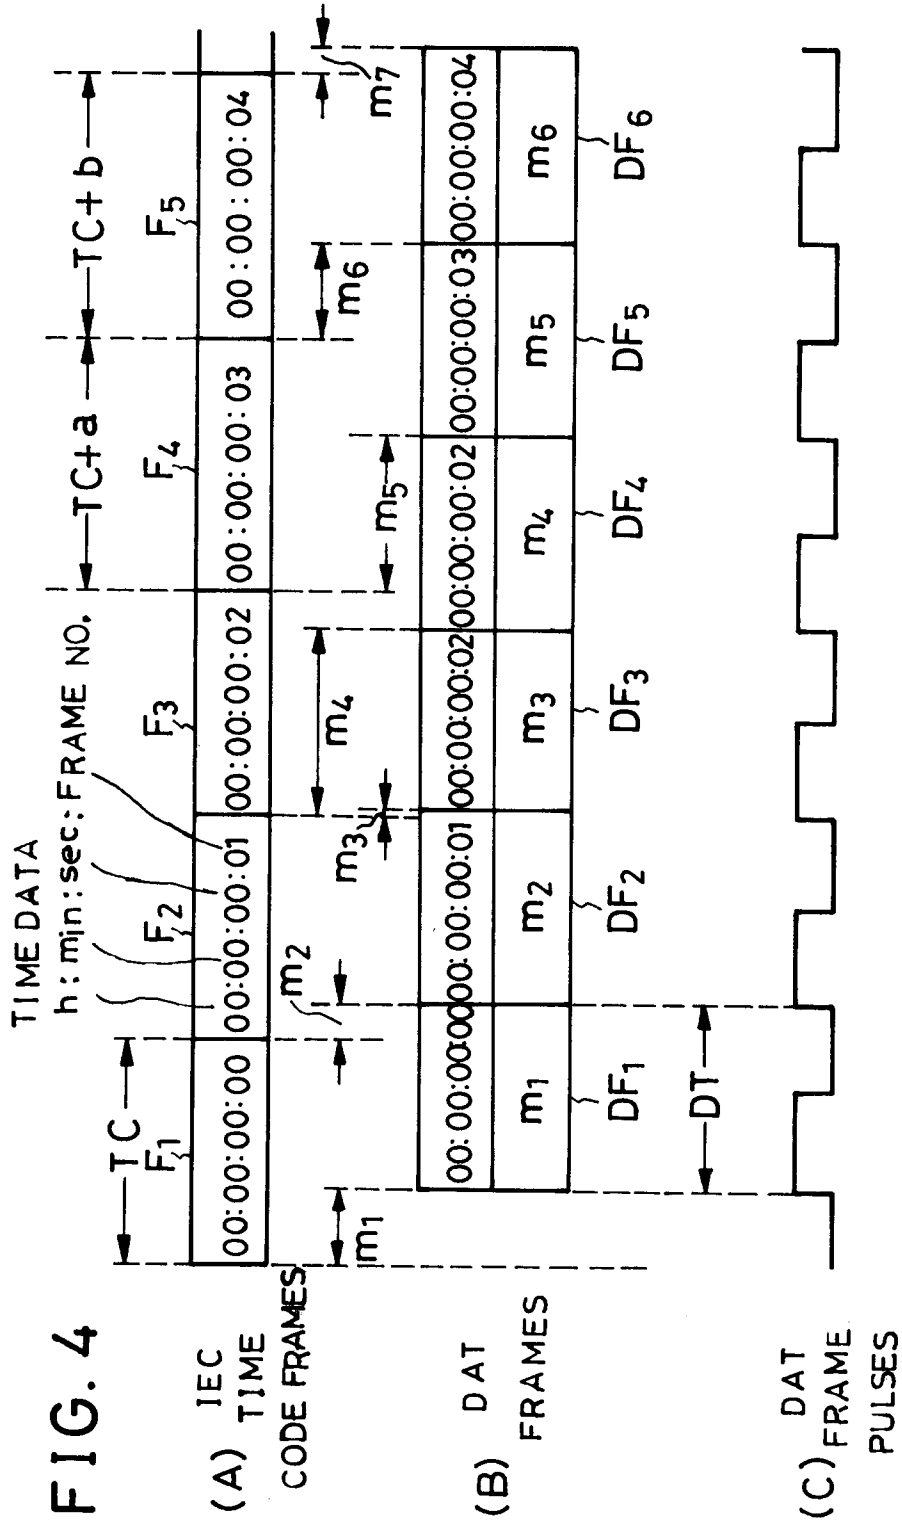 FIG. 4
TIME DATA
h:min:sec:FRAME NO.
TC
TC+a
TC+b
F1
F2
F3
F4
F5
(A) IEC TIME CODE FRAMES
00:00:00:00
00:00:00:01
00:00:00:02
00:00:00:03
00:00:00:04
m1
m2
m3
m4
m5
m6
m7
(B) DAT FRAMES
00:00:00:00
00:00:00:01
00:00:00:02
00:00:00:02
00:00:00:03
00:00:00:04
m1
m2
m3
m4
m5
m6
DF1
DF2
DF3
DF4
DF5
DF6
DT
(C) DAT FRAME PULSES